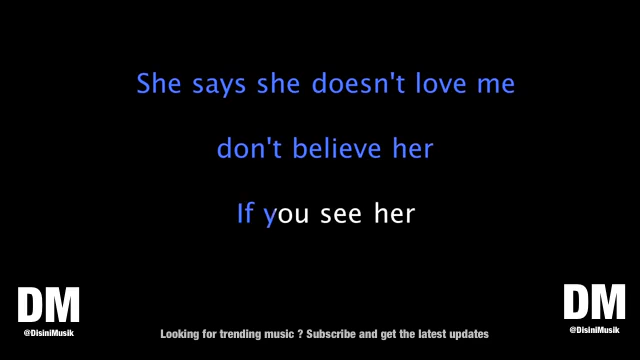 She says she doesn't love me
don't believe her
If you see her
DM
@DisiniMusik
DM
@DisiniMusik
Looking for trending music ? Subscribe and get the latest updates